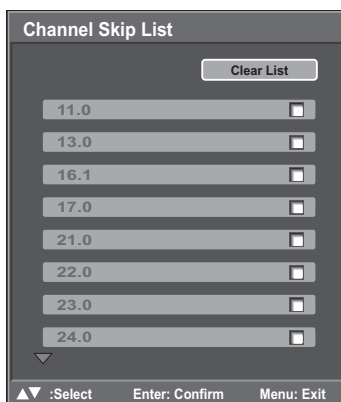 Channel Skip List
Clear List
11.0
13.0
16.1
17.0
21.0
22.0
23.0
24.0
▲▼ :Select Enter: Confirm Menu: Exit